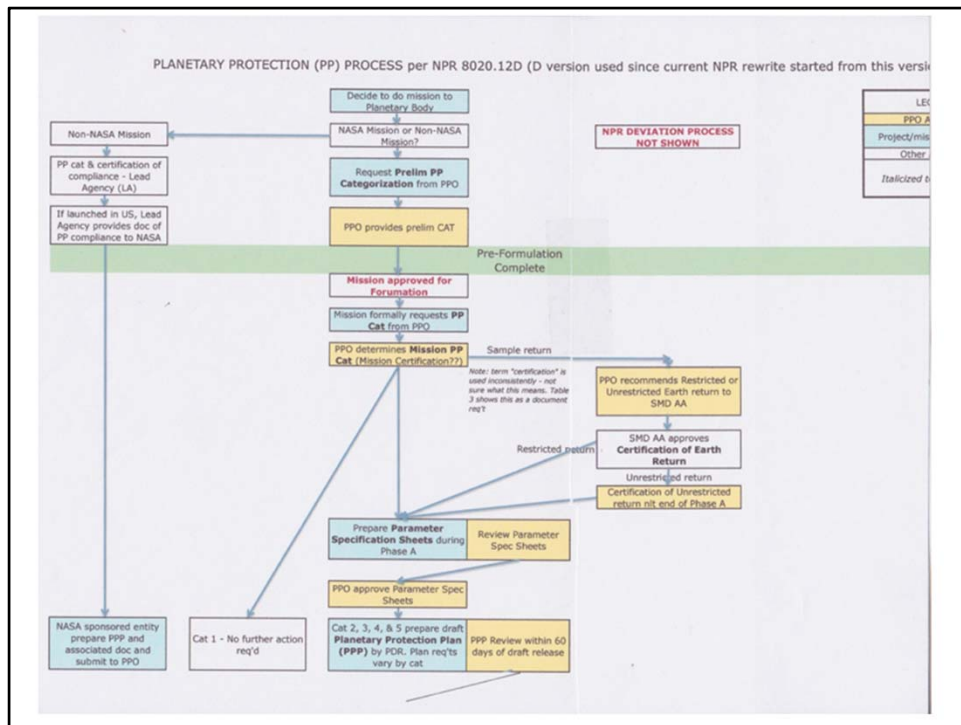 PLANETARY PROTECTION (PP) PROCESS per NPR 8020.12D (D version used since current NPR rewrite started from this
Decide to do mission to
Planetary Body
Non-NASA Mission
NASA Mission or Non-NASA
Mission?
NPR DEVIATION PROCESS
NOT SHOWN
PPO
Other
Italicized
PP cat & certification of
compliance - Lead
Agency (LA)
Request Prelim PP
Categorization from PPO
If launched in US, Lead
Agency provides doc of
PP compliance to NASA
PPO provides prelim CAT
Pre-Formulation
Complete
Mission approved for
Forumation
Mission formally requests PP
Cat from PPO
PPO determines Mission PP
Cat (Mission Certification??)
Sample return
Note: term "certification" is
used inconsistently - not
sure what this means. Table
3 shows this as a document
req't
PPO recommends Restricted or
Unrestricted Earth return to
SMD AA
Restricted return
SMD AA approves
Certification of Earth
Return
Unrestricted return
Certification of Unrestricted
return nlt end of Phase A
Prepare Parameter
Specification Sheets during
Phase A
Review Parameter
Spec Sheets
PPO approve Parameter Spec
Sheets
NASA sponsored entity
prepare PPP and
associated doc and
submit to PPO
Cat 1 - No further action
req'd
Cat 2, 3, 4, & 5 prepare draft
Planetary Protection Plan
(PPP) by PDR. Plan req'ts
vary by cat
PPP Review within 60
days of draft release